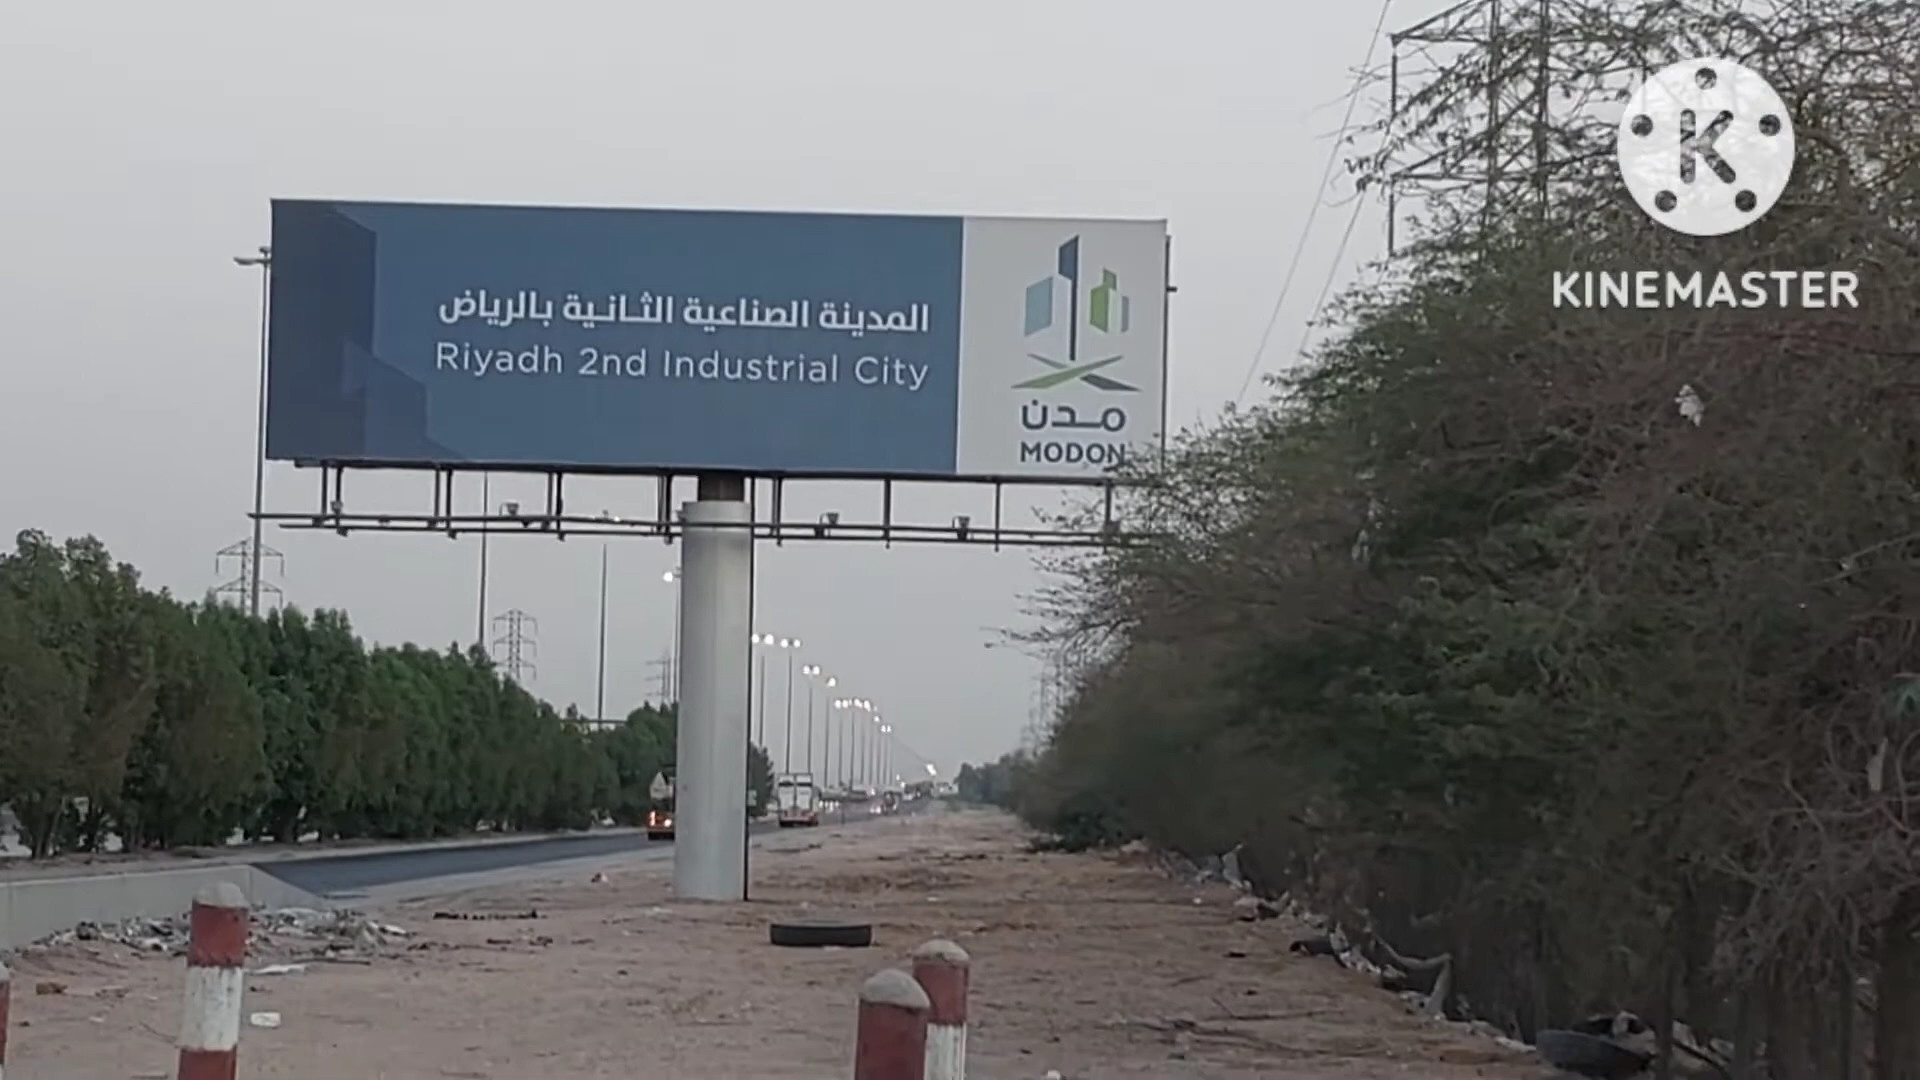 المدينة الصناعية الثانية بالرياض
Riyadh 2nd Industrial City
مدن
MODON
K
KINEMASTER